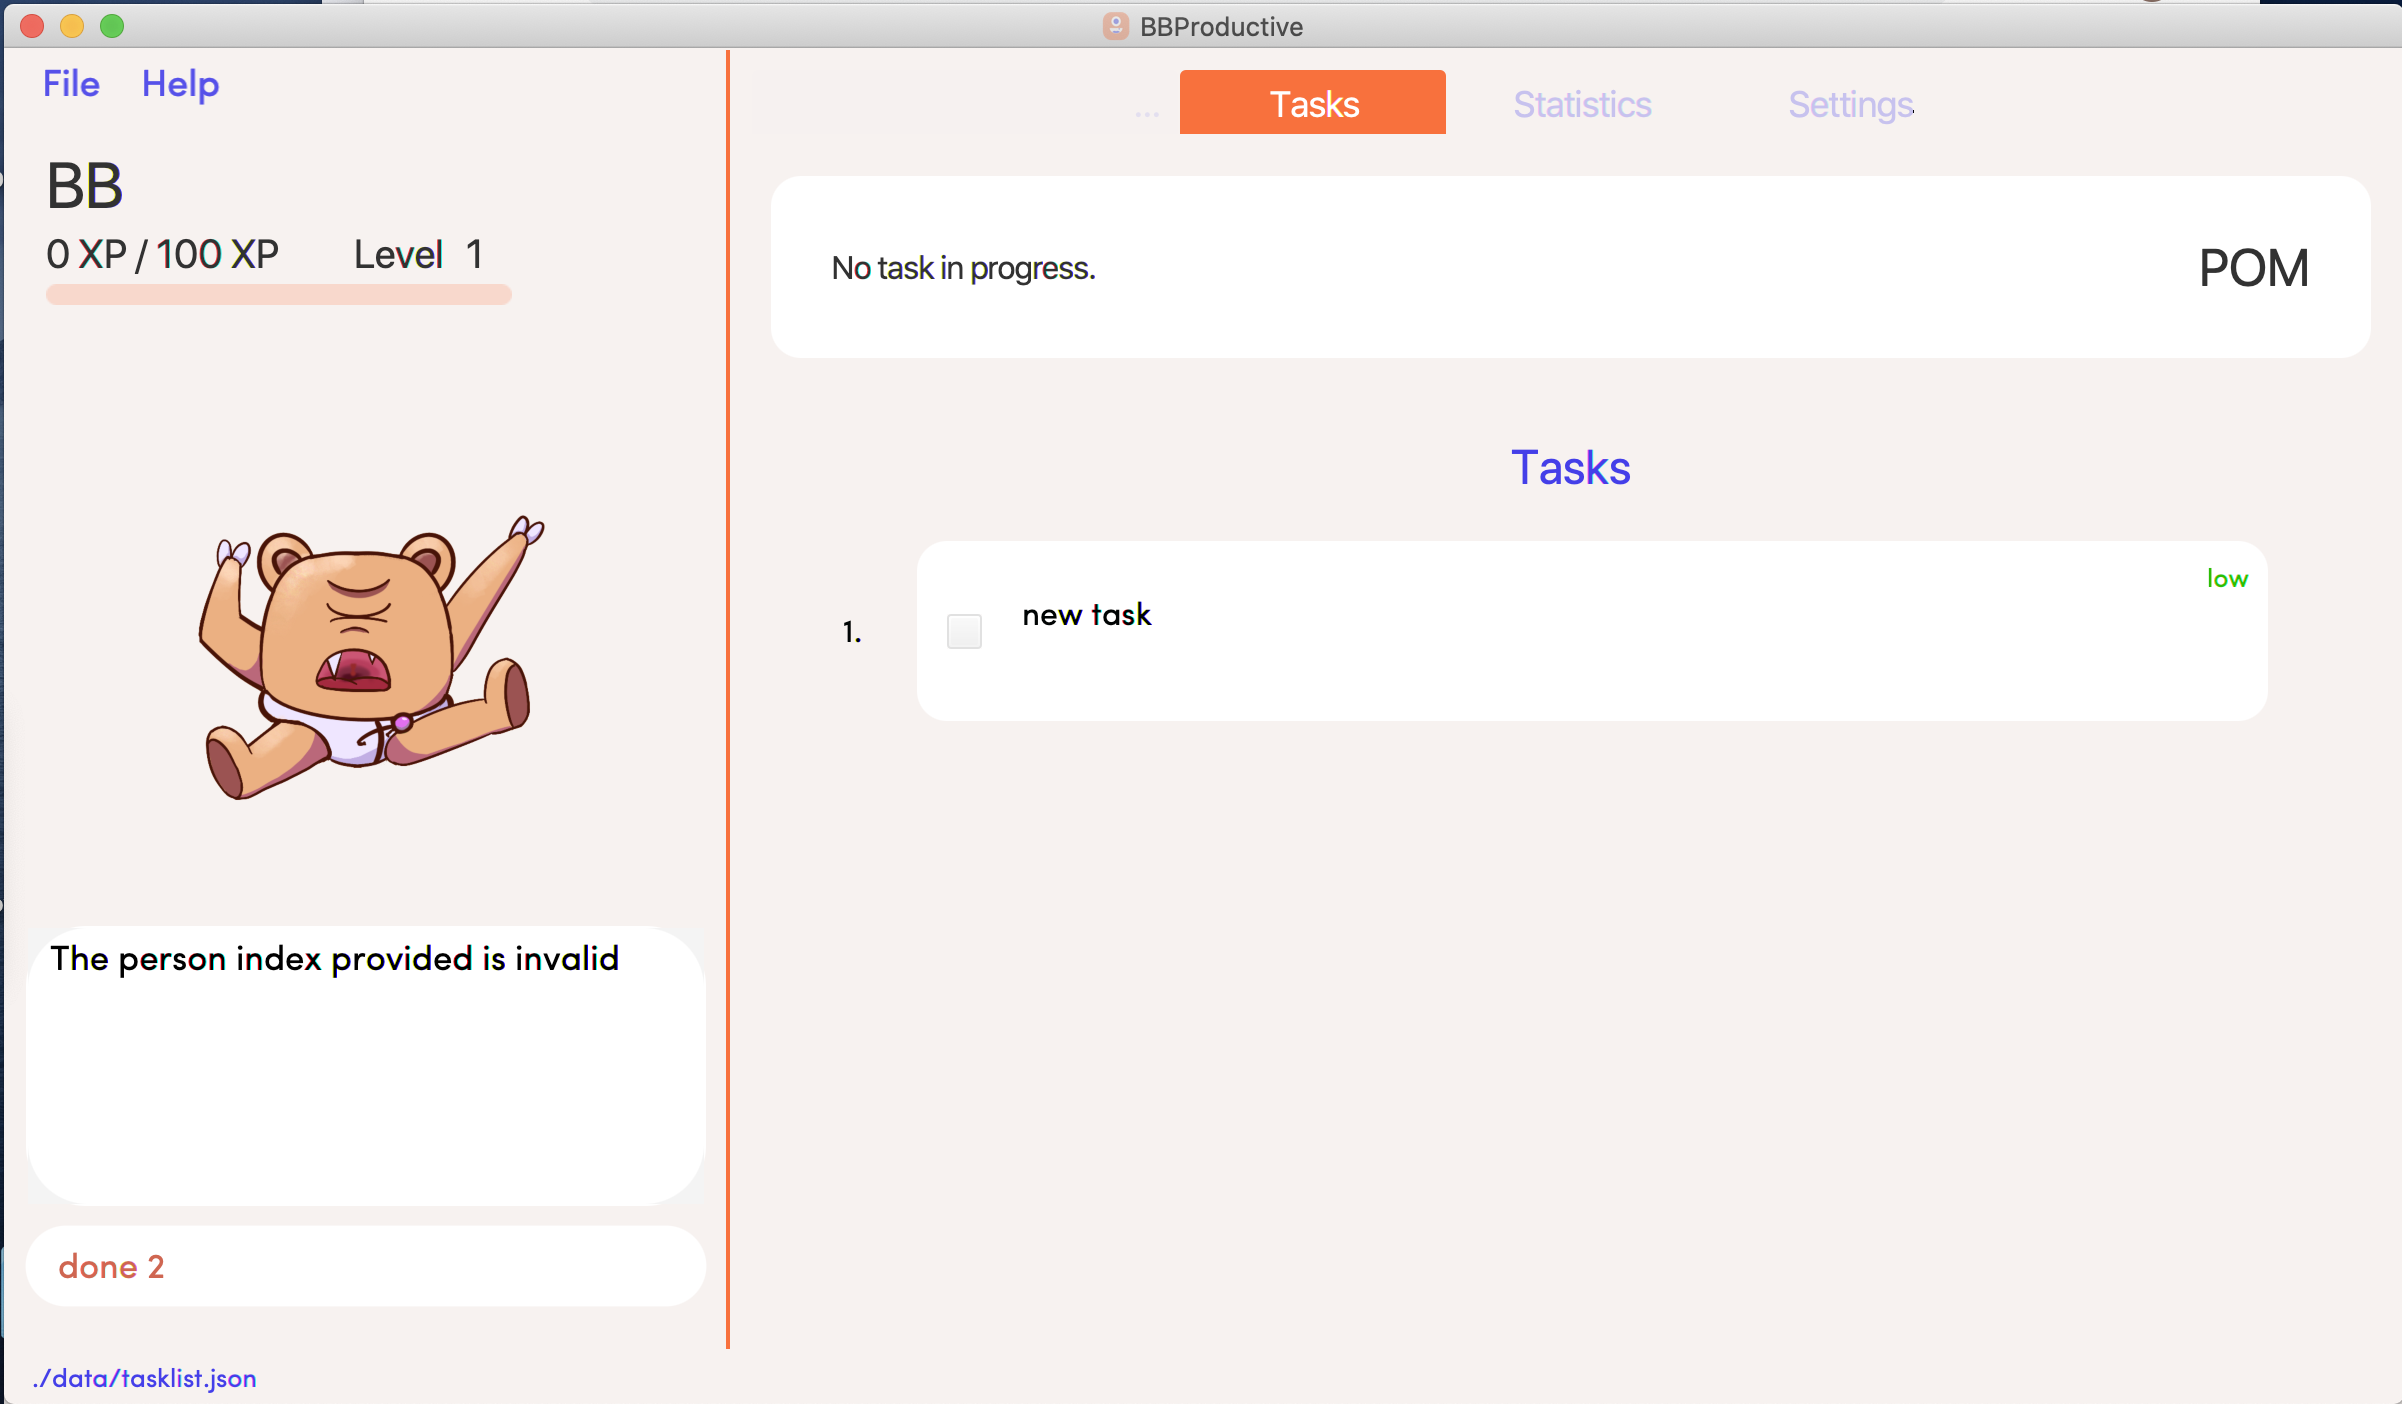 BBProductive
File Help
BB
0 XP / 100 XP Level 1
The person index provided is invalid
done 2
./data/tasklist.json
... Tasks Statistics Settings
No task in progress. POM
Tasks
1. new task low